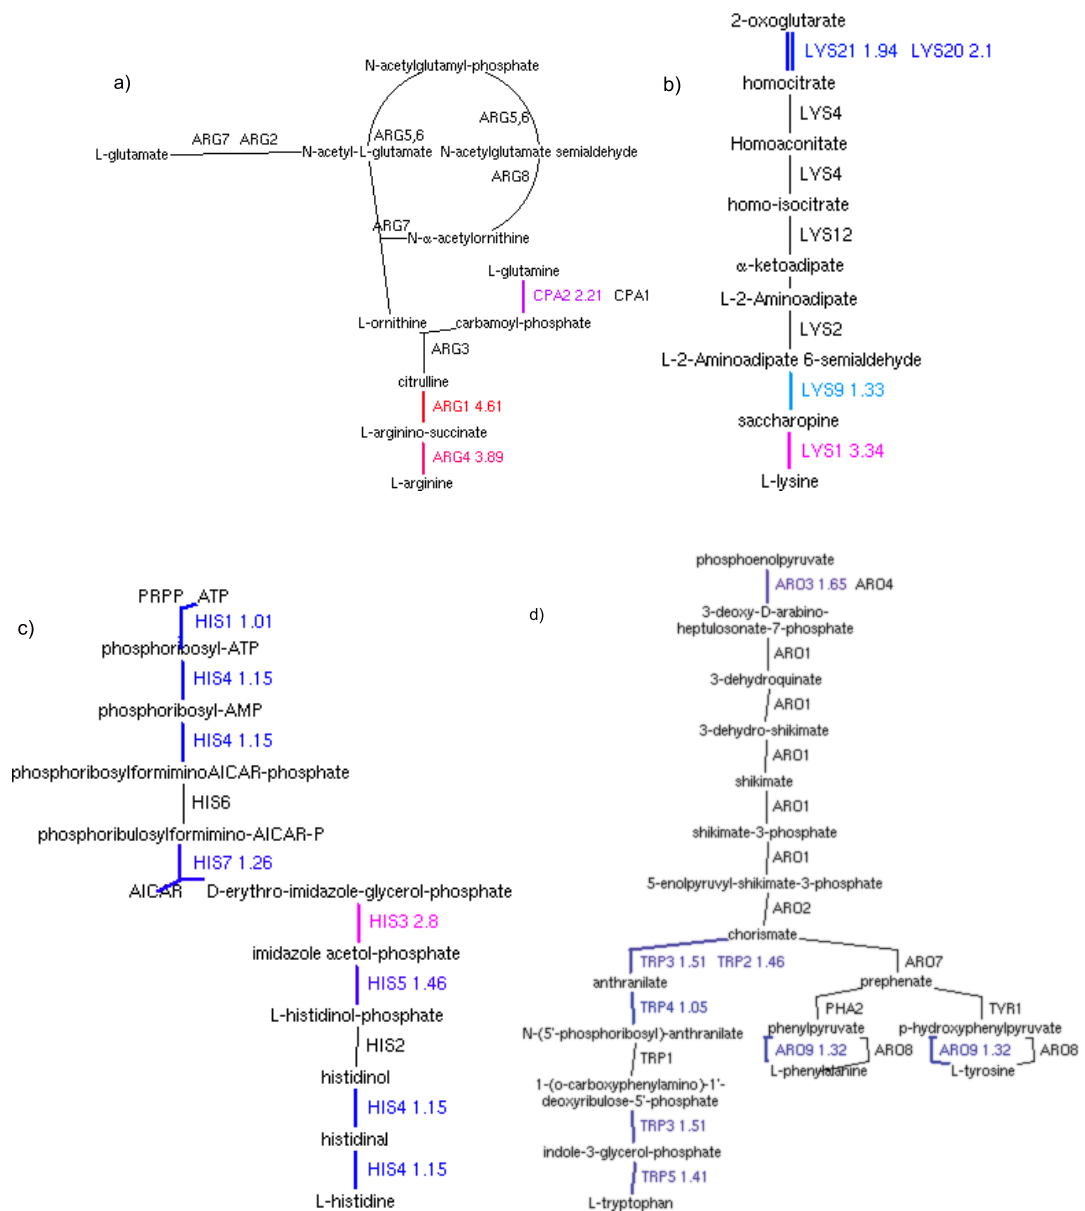 a)
N-acetylglutamyl-phosphate
ARG5,6
ARG7 ARG2
ARG5,6
L-glutamate
N-acetyl-L-glutamate
N-acetylglutamate semialdehyde
ARG8
ARG7
N-α-acetylornithine
L-glutamine
CPA2 2.21 CPA1
L-ornithine
carbamoyl-phosphate
ARG3
citrulline
ARG1 4.61
L-arginino-succinate
ARG4 3.89
L-arginine
b)
2-oxoglutarate
LYS21 1.94 LYS20 2.1
homocitrate
LYS4
Homoaconitate
LYS4
homo-isocitrate
LYS12
α-ketoadipate
L-2-Aminoadipate
LYS2
L-2-Aminoadipate 6-semialdehyde
LYS9 1.33
saccharopine
LYS1 3.34
L-lysine
c)
PRPP ATP
HIS1 1.01
phosphoribosyl-ATP
HIS4 1.15
phosphoribosyl-AMP
HIS4 1.15
phosphoribosylformiminoAICAR-phosphate
HIS6
phosphoribulosylformimino-AICAR-P
HIS7 1.26
AICAR D-erythro-imidazole-glycerol-phosphate
HIS3 2.8
imidazole acetol-phosphate
HIS5 1.46
L-histidinol-phosphate
HIS2
histidinol
HIS4 1.15
histidinal
HIS4 1.15
L-histidine
d)
phosphoenolpyruvate
ARO3 1.65 ARO4
3-deoxy-D-arabino-
heptulosonate-7-phosphate
ARO1
3-dehydroquinate
ARO1
3-dehydro-shikimate
ARO1
shikimate
ARO1
shikimate-3-phosphate
ARO1
5-enolpyruvyl-shikimate-3-phosphate
ARO2
chorismate
TRP3 1.51 TRP2 1.46
ARO7
anthranilate
prephenate
TRP4 1.05
PHA2
TYR1
N-(5'-phosphoribosyl)-anthranilate
phenylpyruvate
p-hydroxyphenylpyruvate
TRP1
ARO9 1.32 ARO8
ARO9 1.32 ARO8
L-phenylalanine
L-tyrosine
1-(o-carboxyphenylamino)-1'-
deoxyribulose-5'-phosphate
TRP3 1.51
indole-3-glycerol-phosphate
TRP5 1.41
L-tryptophan